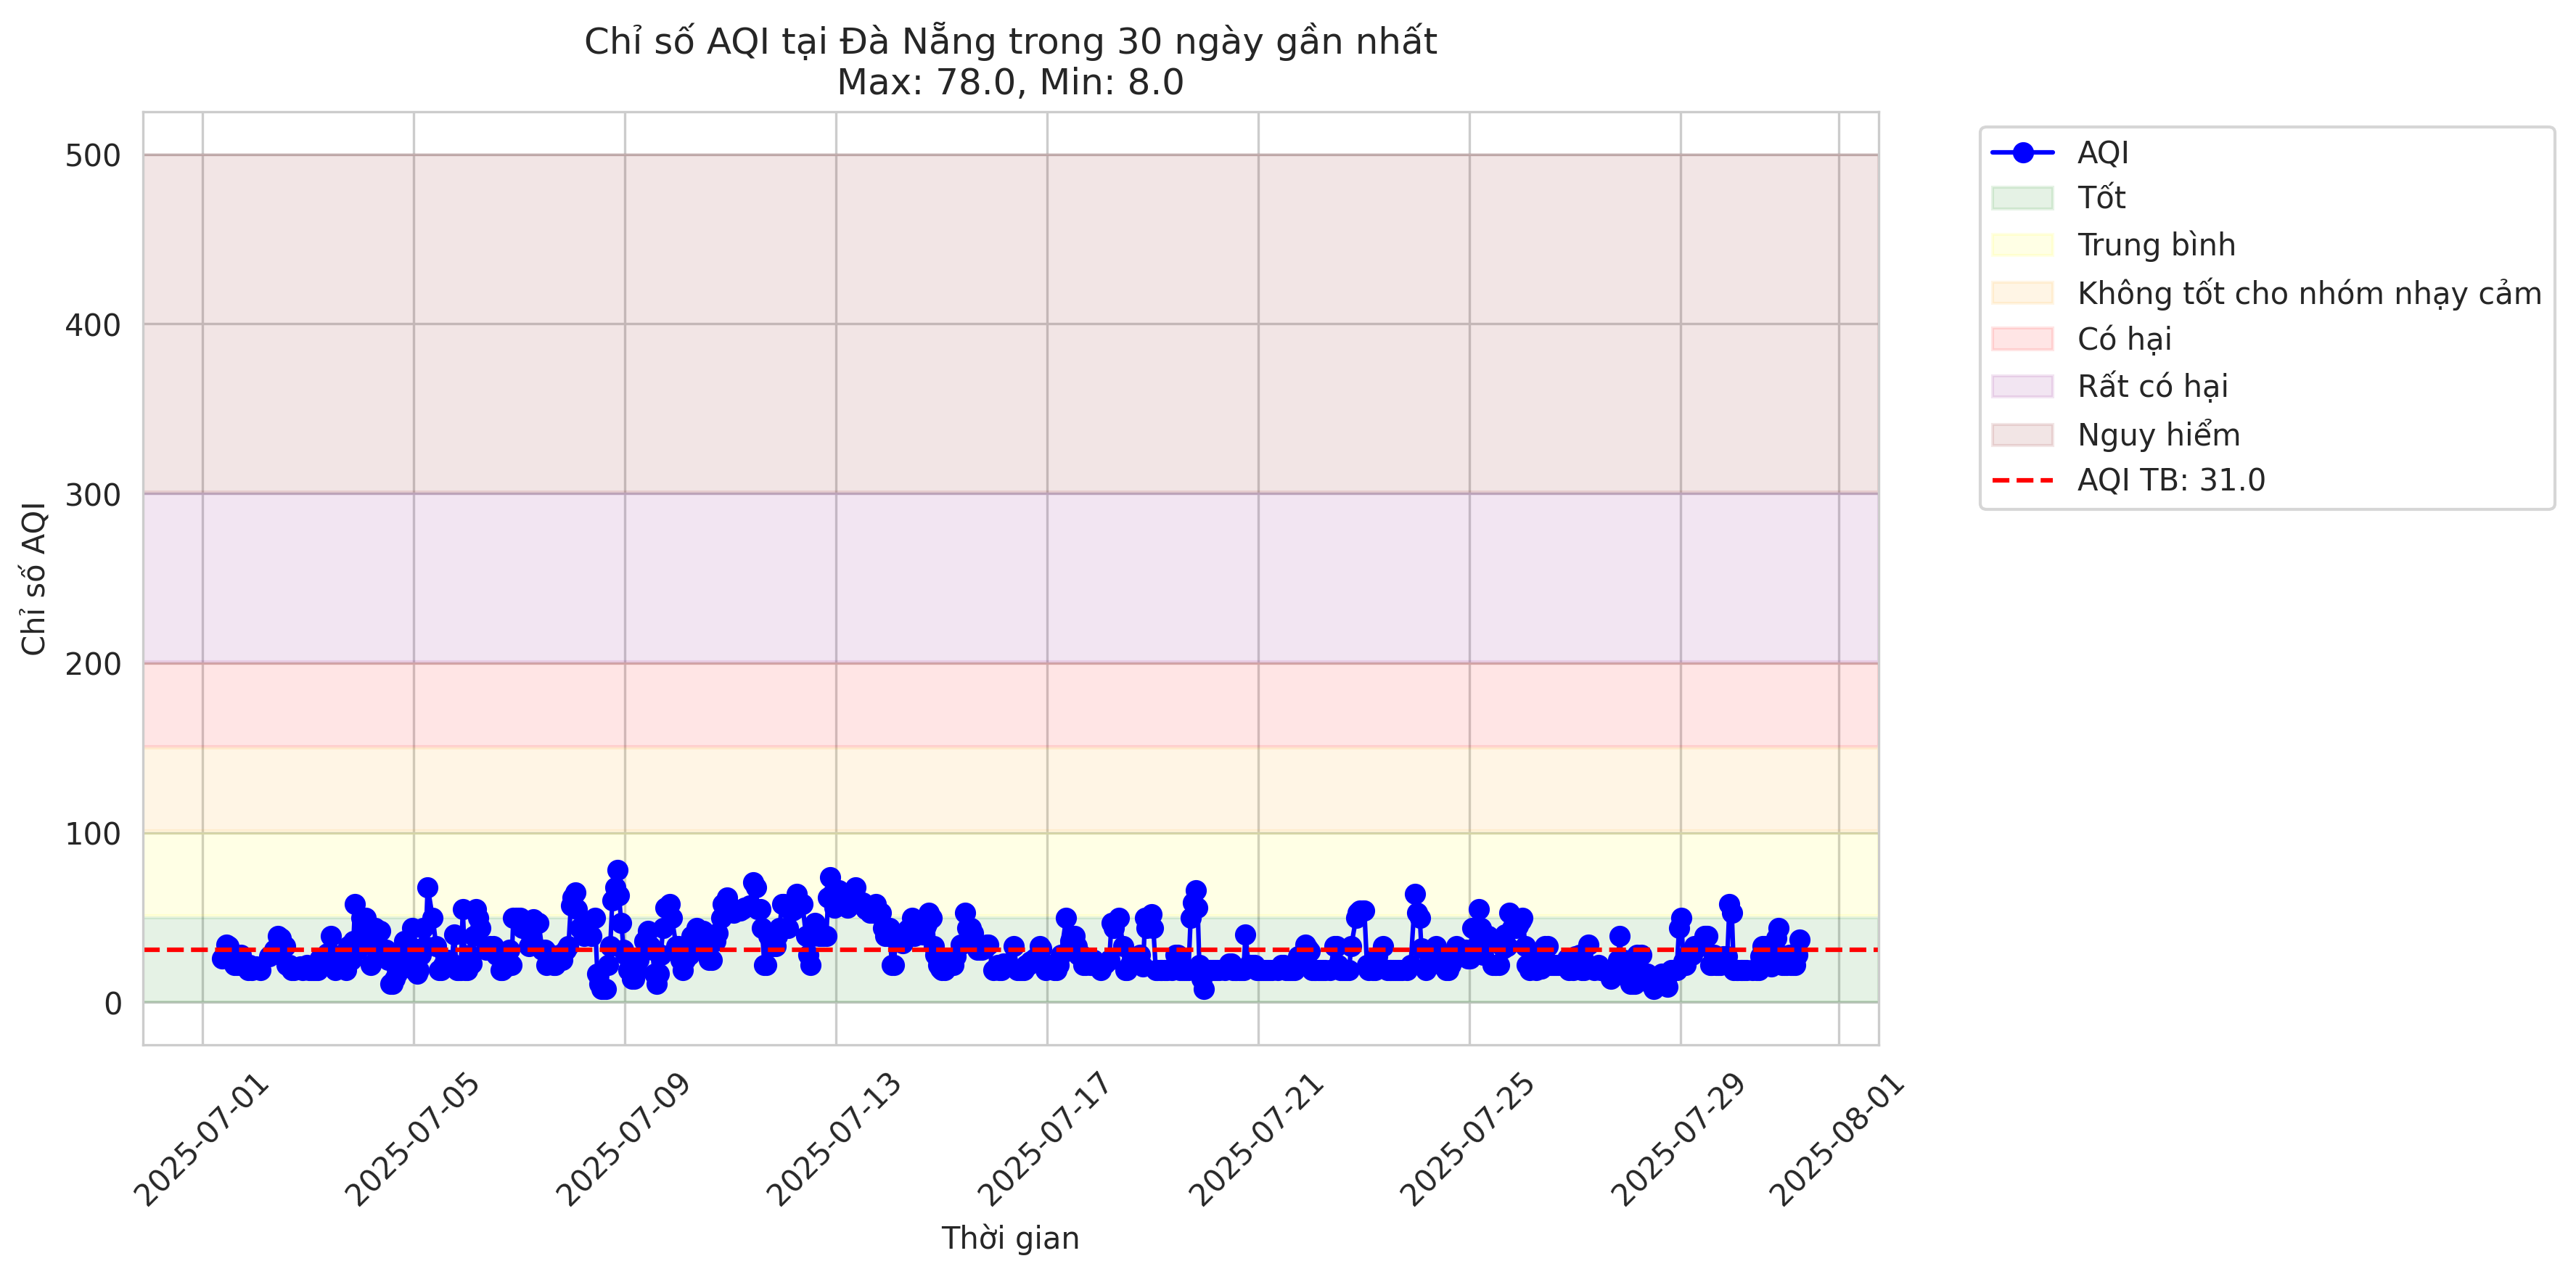 Chỉ số AQI tại Đà Nẵng trong 30 ngày gần nhất
Max: 78.0, Min: 8.0
Chỉ số AQI
500
400
300
200
100
0
2025-07-01
2025-07-05
2025-07-09
2025-07-13
2025-07-17
2025-07-21
2025-07-25
2025-07-29
2025-08-01
Thời gian
AQI
Tốt
Trung bình
Không tốt cho nhóm nhạy cảm
Có hại
Rất có hại
Nguy hiểm
AQI TB: 31.0